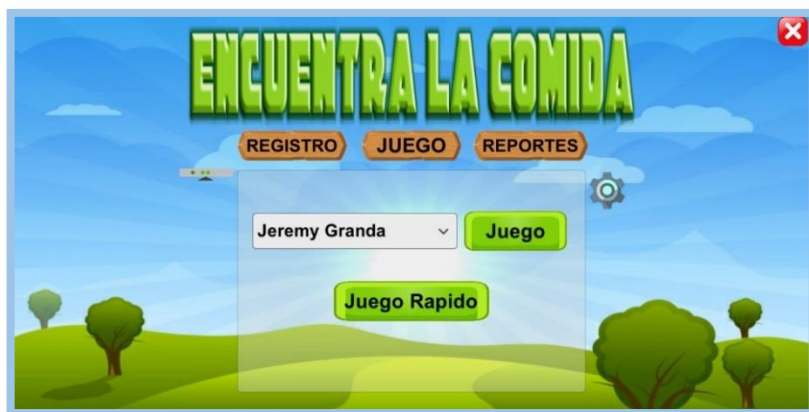 ENCUENTRA LA COMIDA
REGISTRO JUEGO REPORTES
Jeremy Granda Juego
Juego Rapido